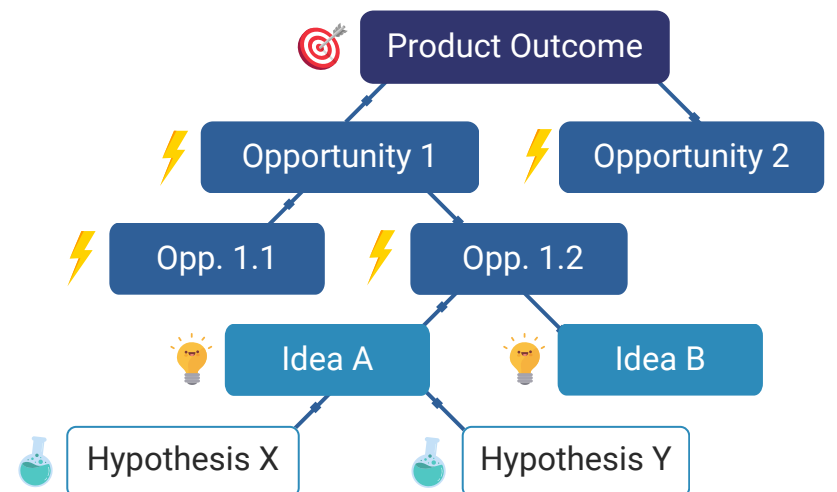 Product Outcome
Opportunity 1
Opportunity 2
Opp. 1.1
Opp. 1.2
Idea A
Idea B
Hypothesis X
Hypothesis Y